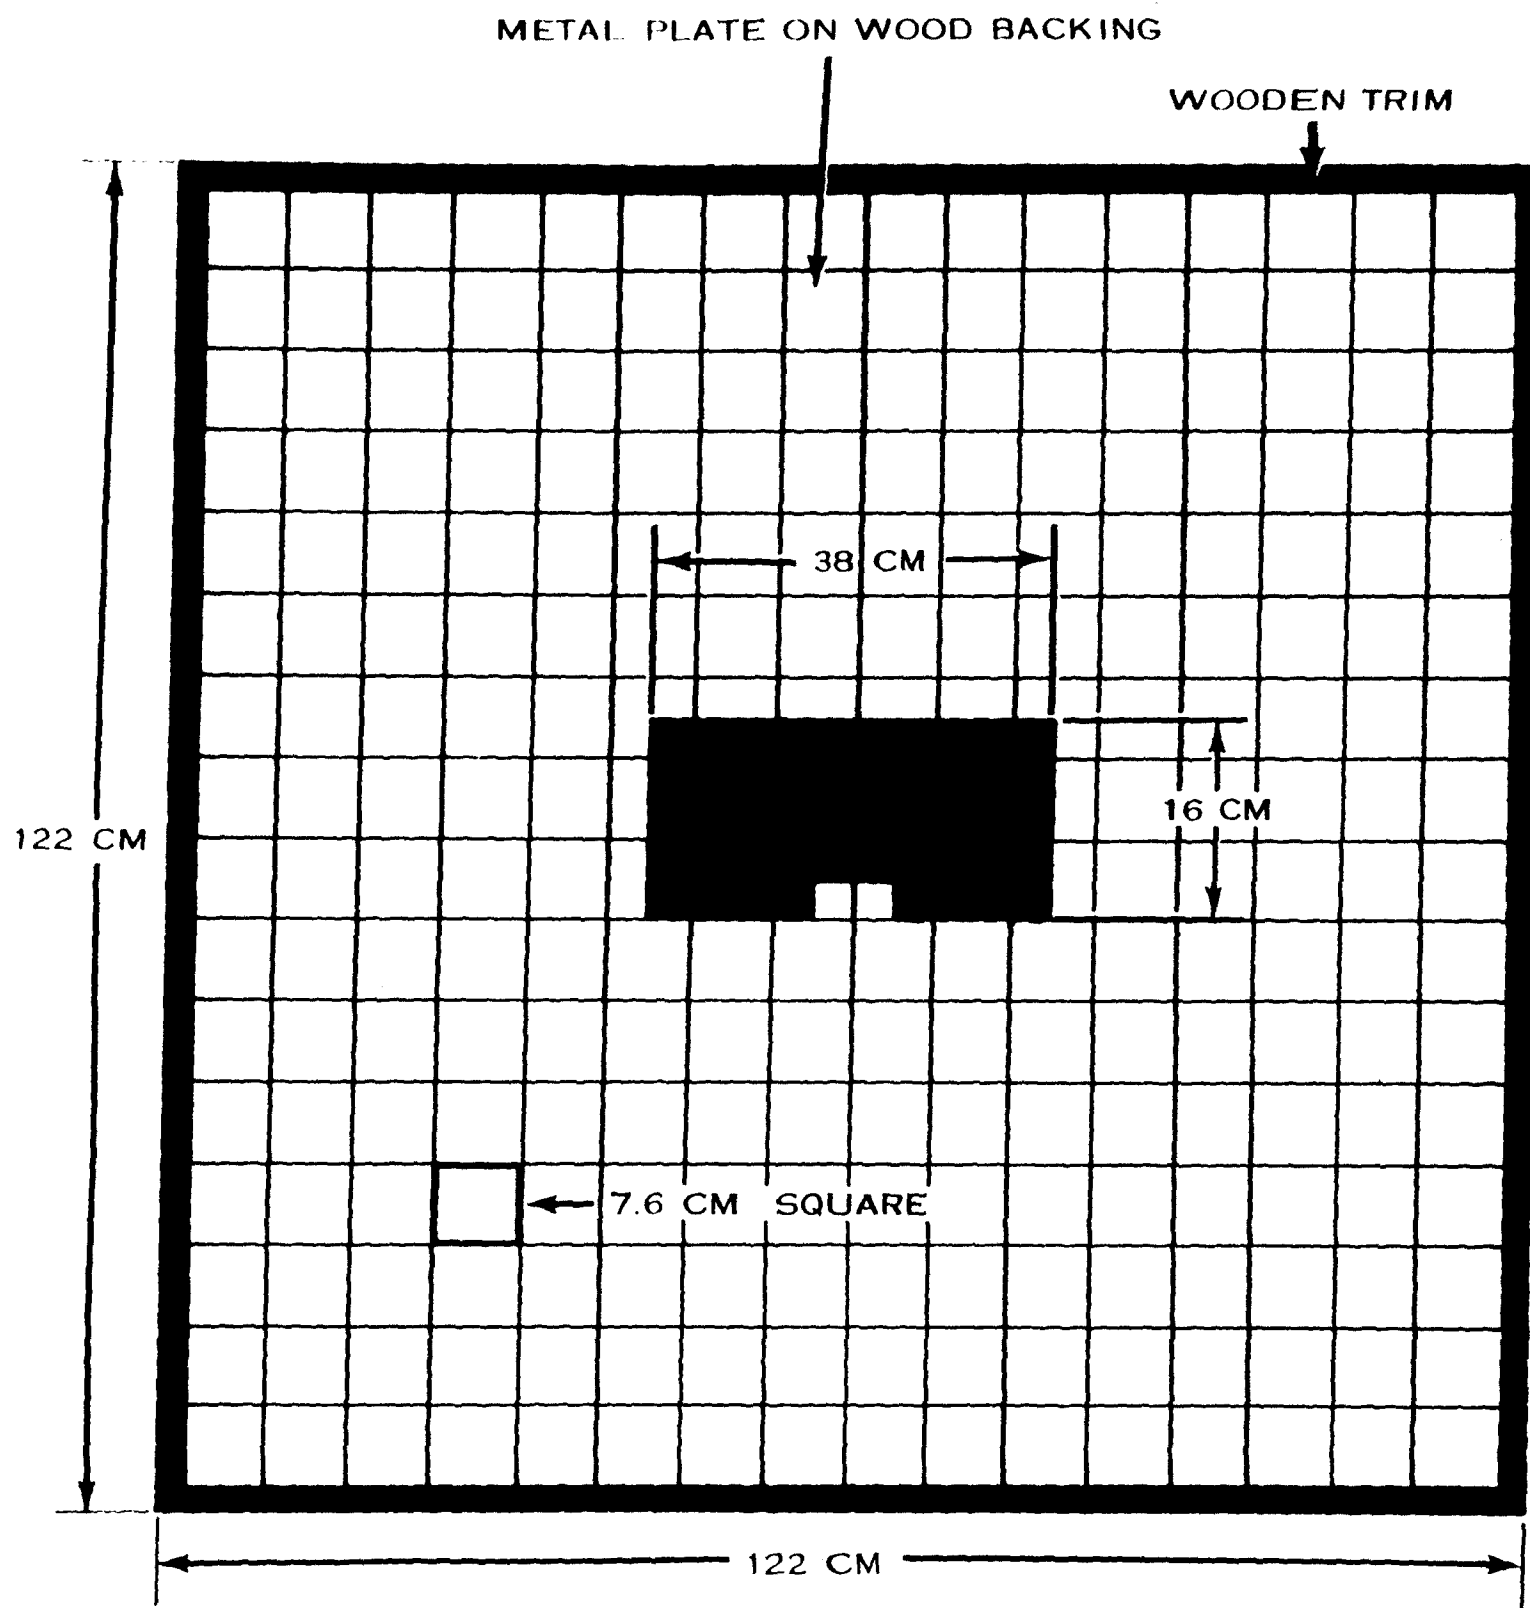 METAL PLATE ON WOOD BACKING
WOODEN TRIM
38 CM
16 CM
122 CM
7.6 CM SQUARE
122 CM